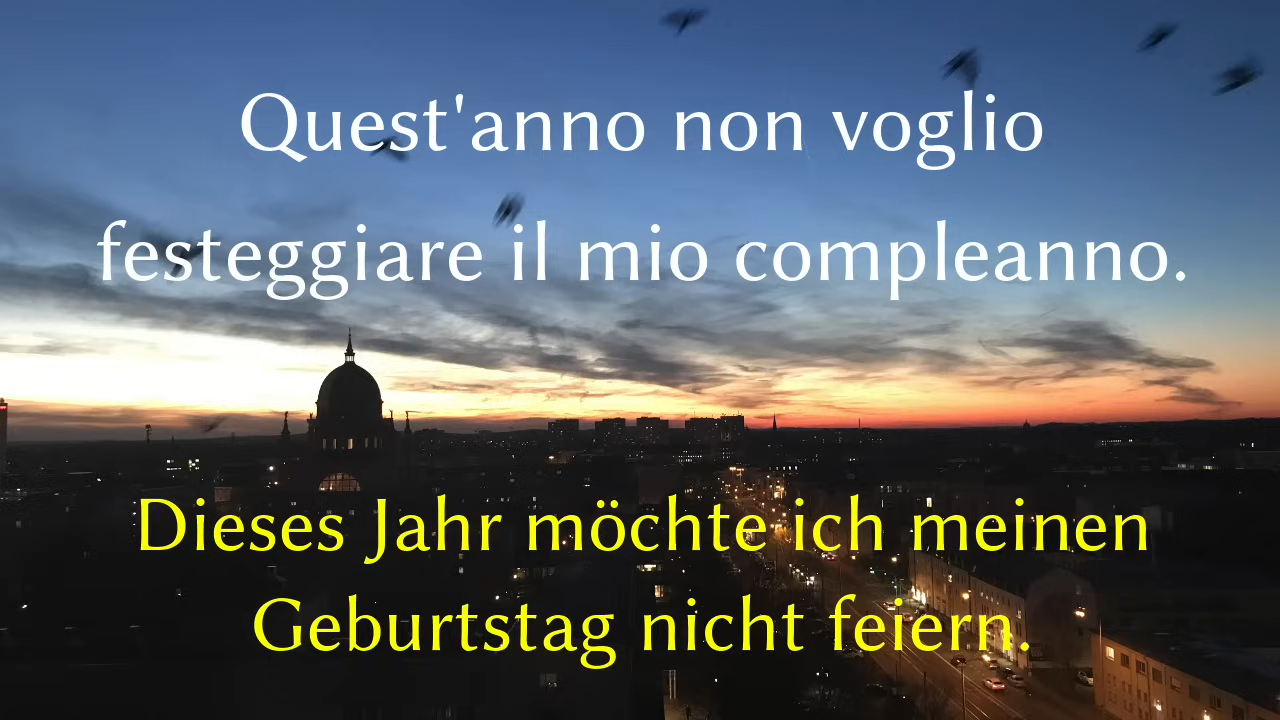 Quest'anno non voglio
festeggiare il mio compleanno.
Dieses Jahr möchte ich meinen
Geburtstag nicht feiern.